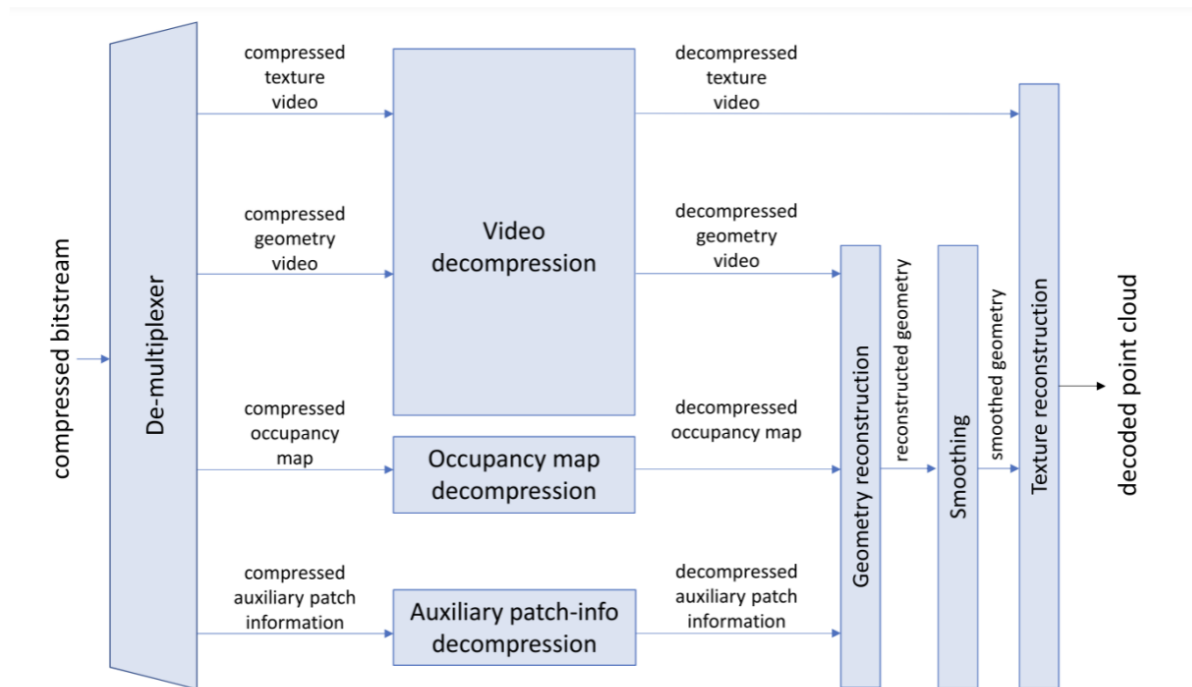 compressed
texture
video
decompressed
texture
video
compressed
geometry
video
Video
decompression
decompressed
geometry
video
compressed bitstream
De-multiplexer
compressed
occupancy
map
Occupancy map
decompression
decompressed
occupancy map
compressed
auxiliary patch
information
Auxiliary patch-info
decompression
decompressed
auxiliary patch
information
Geometry reconstruction
reconstructed geometry
Smoothing
smoothed geometry
Texture reconstruction
decoded point cloud